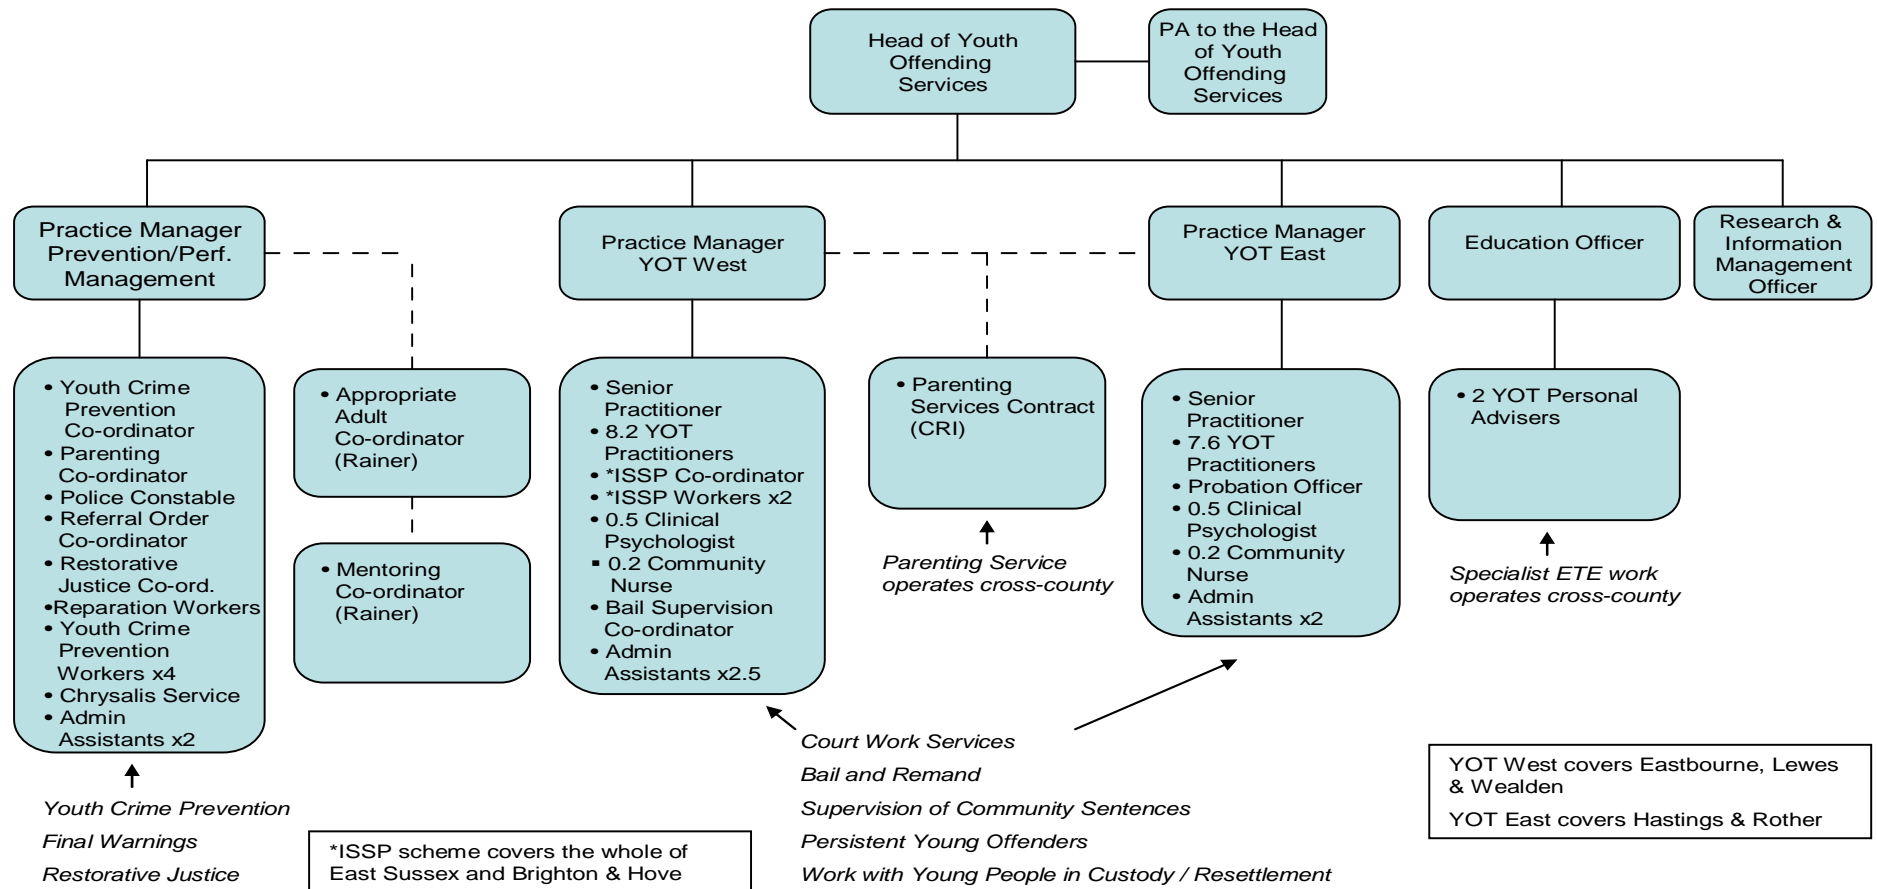 Head of Youth
Offending
Services
PA to the Head
of Youth
Offending
Services
Practice Manager
Prevention/Perf.
Management
Practice Manager
YOT West
Practice Manager
YOT East
Education Officer
Research &
Information
Management
Officer
• Youth Crime
Prevention
Co-ordinator
• Parenting
Co-ordinator
• Police Constable
• Referral Order
Co-ordinator
• Restorative
Justice Co-ord.
•Reparation Workers
• Youth Crime
Prevention
Workers x4
• Chrysalis Service
• Admin
Assistants x2
• Appropriate
Adult
Co-ordinator
(Rainer)
• Mentoring
Co-ordinator
(Rainer)
• Senior
Practitioner
• 8.2 YOT
Practitioners
• *ISSP Co-ordinator
• *ISSP Workers x2
• 0.5 Clinical
Psychologist
▪ 0.2 Community
Nurse
• Bail Supervision
Co-ordinator
• Admin
Assistants x2.5
• Parenting
Services Contract
(CRI)
• Senior
Practitioner
• 7.6 YOT
Practitioners
• Probation Officer
• 0.5 Clinical
Psychologist
• 0.2 Community
Nurse
• Admin
Assistants x2
• 2 YOT Personal
Advisers
Parenting Service
operates cross-county
Specialist ETE work
operates cross-county
Youth Crime Prevention
Final Warnings
Restorative Justice
*ISSP scheme covers the whole of
East Sussex and Brighton & Hove
Court Work Services
Bail and Remand
Supervision of Community Sentences
Persistent Young Offenders
Work with Young People in Custody / Resettlement
YOT West covers Eastbourne, Lewes
& Wealden
YOT East covers Hastings & Rother